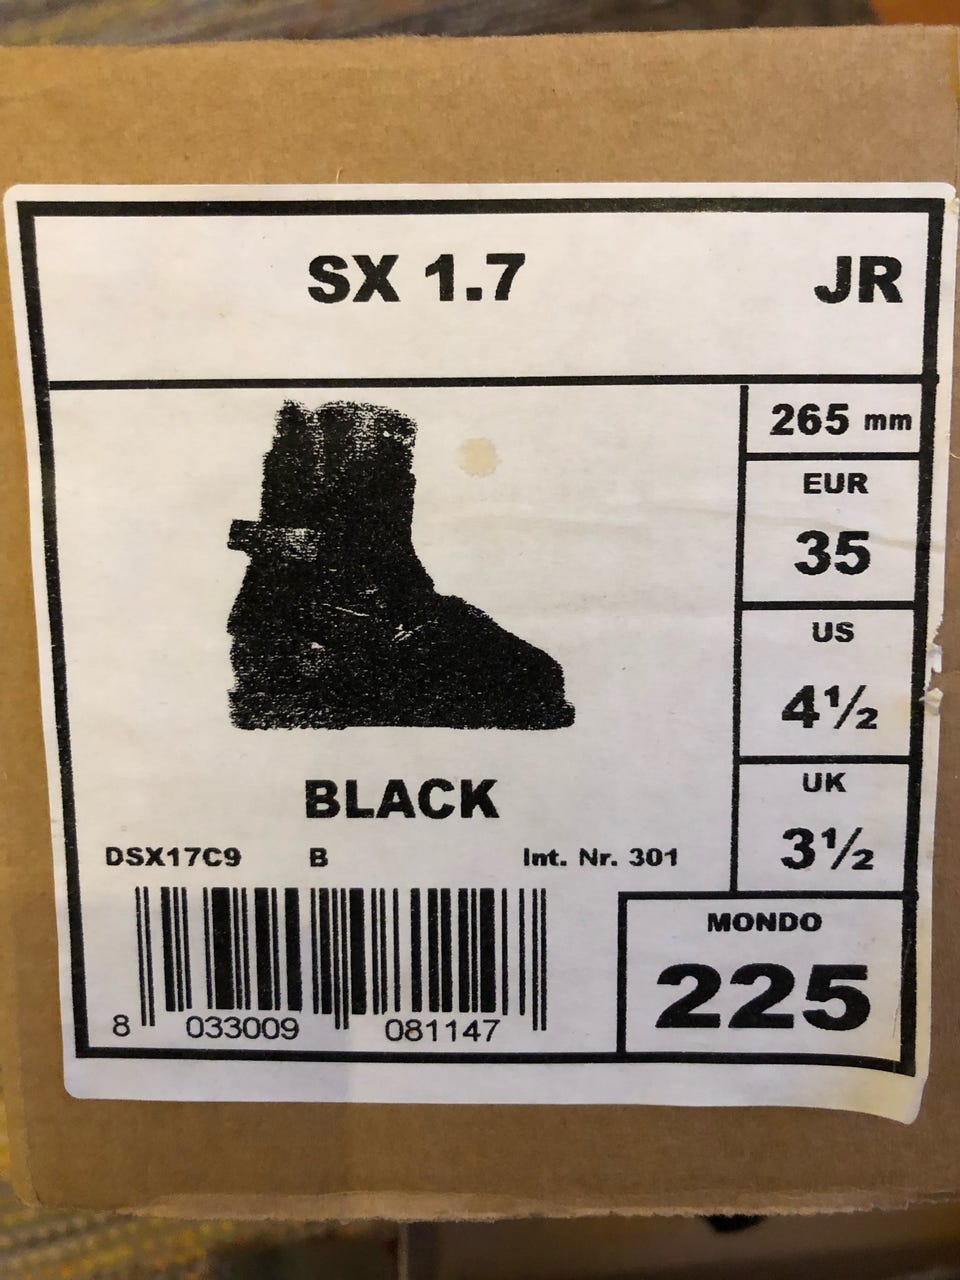 SX 1.7 JR
265 mm
EUR
35
US
4½
UK
3½
BLACK
DSX17C9 B Int. Nr. 301
8 033009 081147
MONDO
225